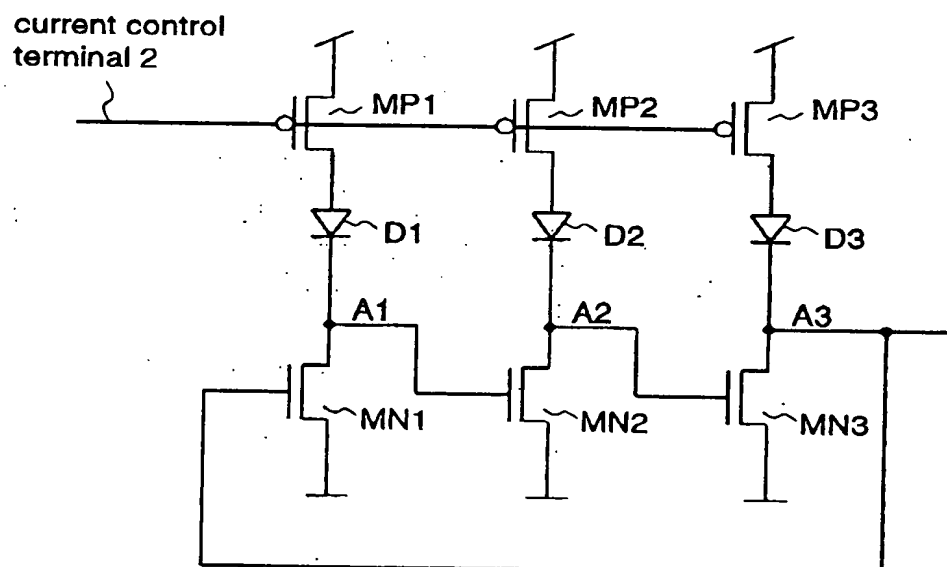 current control
terminal 2
MP1
MP2
MP3
D1
D2
D3
A1
A2
A3
MN1
MN2
MN3